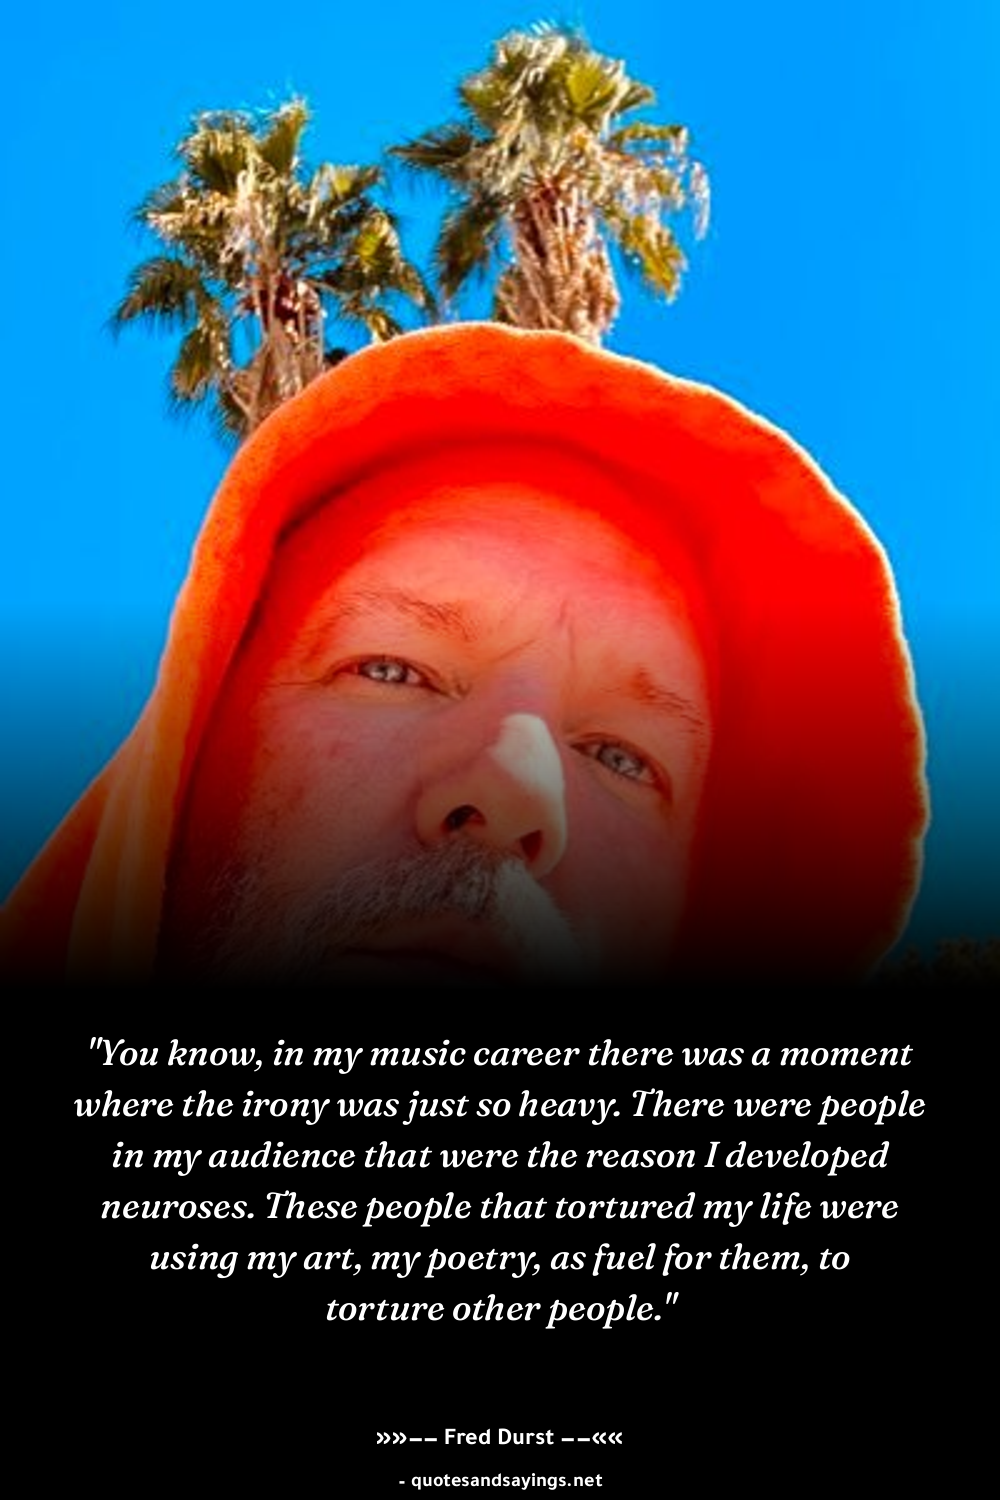 "You know, in my music career there was a moment
where the irony was just so heavy. There were people
in my audience that were the reason I developed
neuroses. These people that tortured my life were
using my art, my poetry, as fuel for them, to
torture other people."
»»−− Fred Durst −−««
- quotesandsayings.net